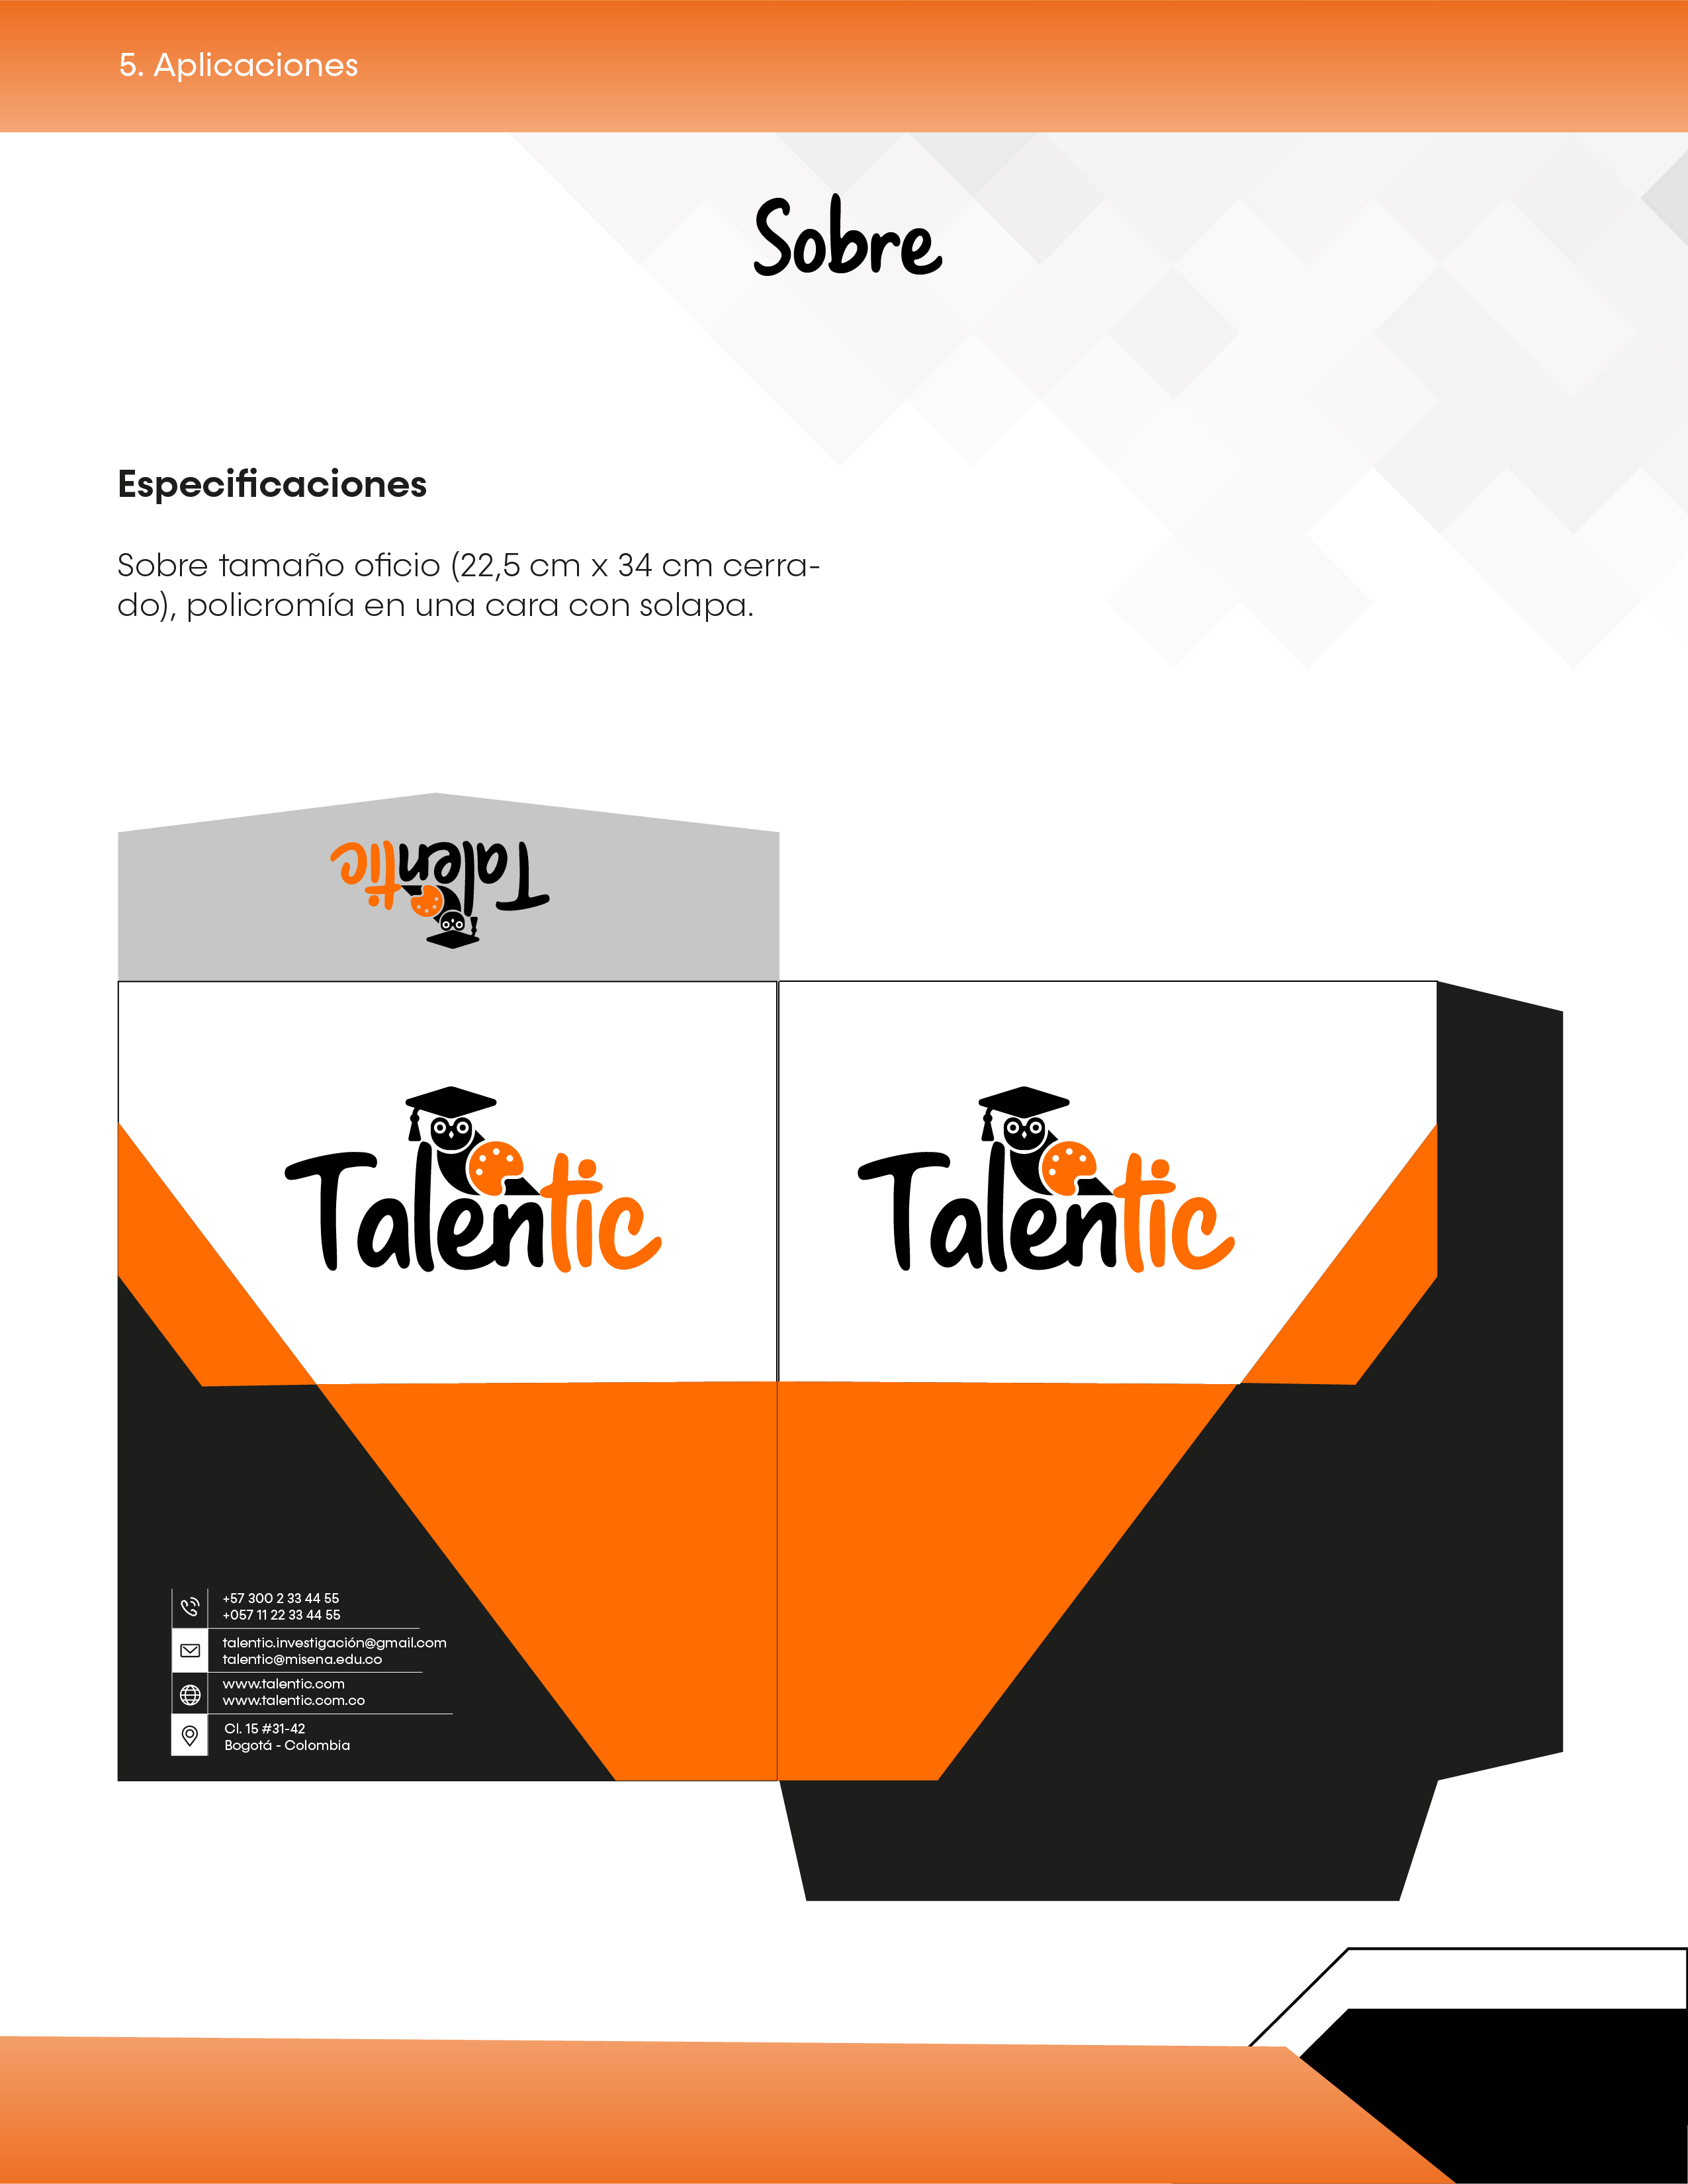 5. Aplicaciones
Sobre
Especificaciones
Sobre tamaño oficio (22,5 cm x 34 cm cerra-
do), policromía en una cara con solapa.
Talentic
Talentic
Talentic
+57 300 2 33 44 55
+057 11 22 33 44 55
talentic.investigación@gmail.com
talentic@misena.edu.co
www.talentic.com
www.talentic.com.co
Cl. 15 #31-42
Bogotá - Colombia